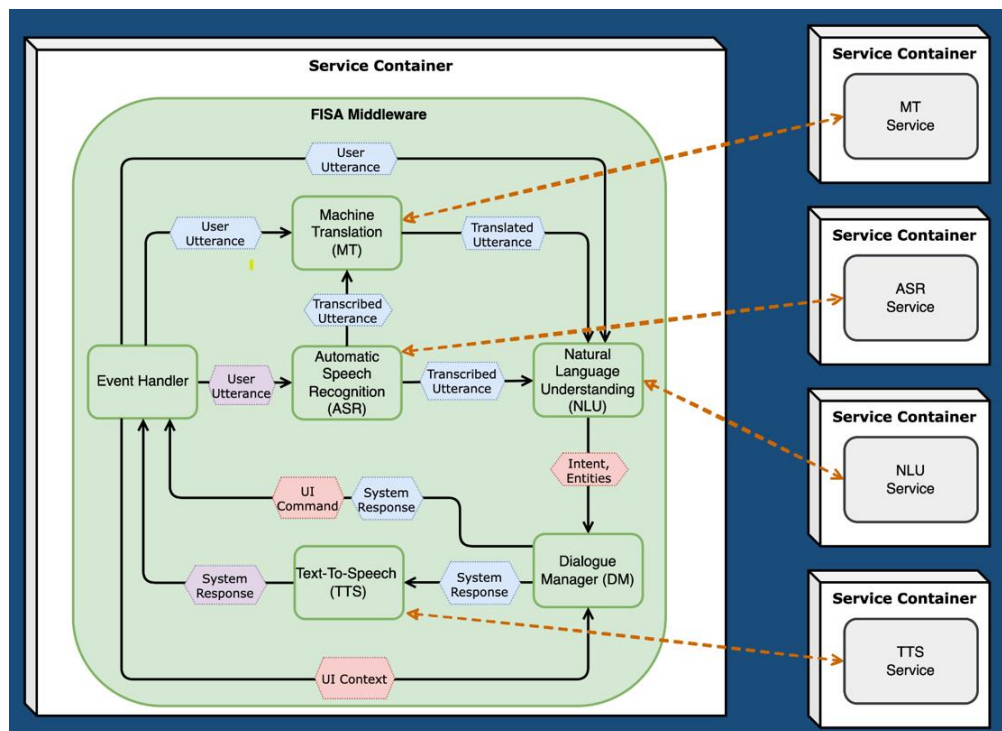 Service Container
FISA Middleware
User
Utterance
User
Utterance
Machine
Translation
(MT)
Translated
Utterance
Transcribed
Utterance
Event Handler
User
Utterance
Automatic
Speech
Recognition
(ASR)
Transcribed
Utterance
Natural
Language
Understanding
(NLU)
Intent,
Entities
UI
Command
System
Response
Dialogue
Manager (DM)
System
Response
Text-To-Speech
(TTS)
System
Response
UI Context
Service Container
MT
Service
Service Container
ASR
Service
Service Container
NLU
Service
Service Container
TTS
Service